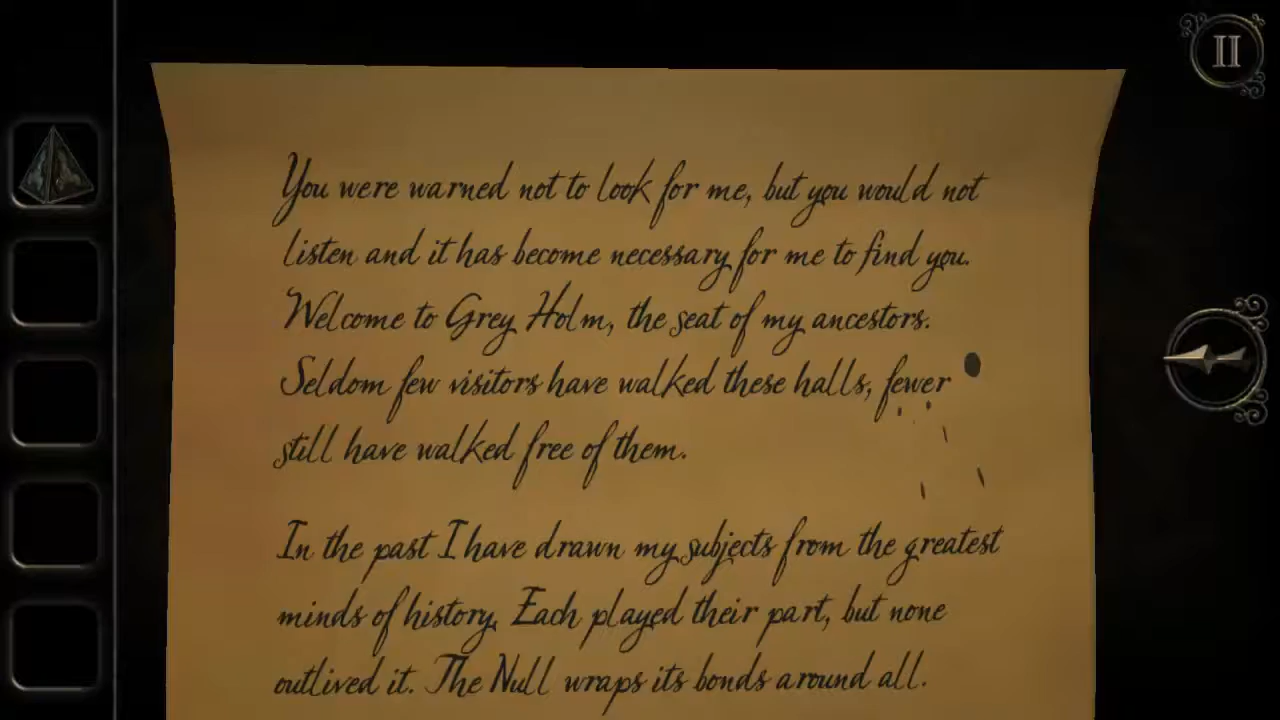 You were warned not to look for me, but you would not
listen and it has become necessary for me to find you.
Welcome to Grey Holm, the seat of my ancestors.
Seldom few visitors have walked these halls, fewer
still have walked free of them.
In the past I have drawn my subjects from the greatest
minds of history. Each played their part, but none
outlived it. The Null wraps its bonds around all.